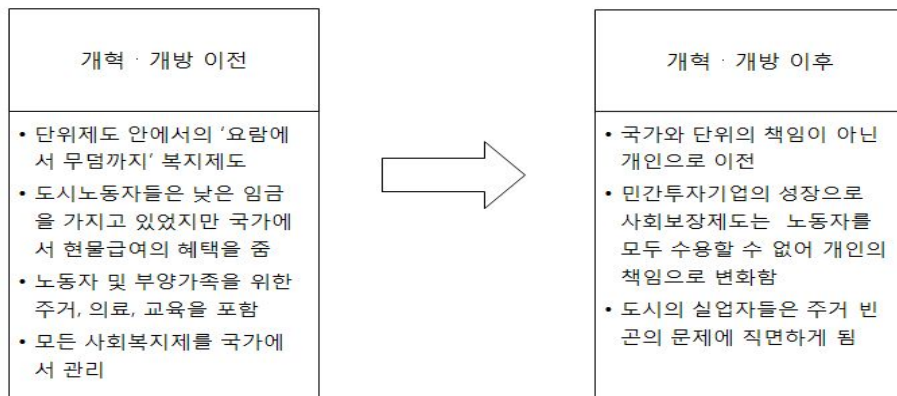 개혁 · 개방 이전
• 단위제도 안에서의 '요람에
서 무덤까지' 복지제도
• 도시노동자들은 낮은 임금
을 가지고 있었지만 국가에
서 현물급여의 혜택을 줌
• 노동자 및 부양가족을 위한
주거, 의료, 교육을 포함
• 모든 사회복지제를 국가에
서 관리
개혁 · 개방 이후
• 국가와 단위의 책임이 아닌
개인으로 이전
• 민간투자기업의 성장으로
사회보장제도는 노동자를
모두 수용할 수 없어 개인의
책임으로 변화함
• 도시의 실업자들은 주거 빈
곤의 문제에 직면하게 됨